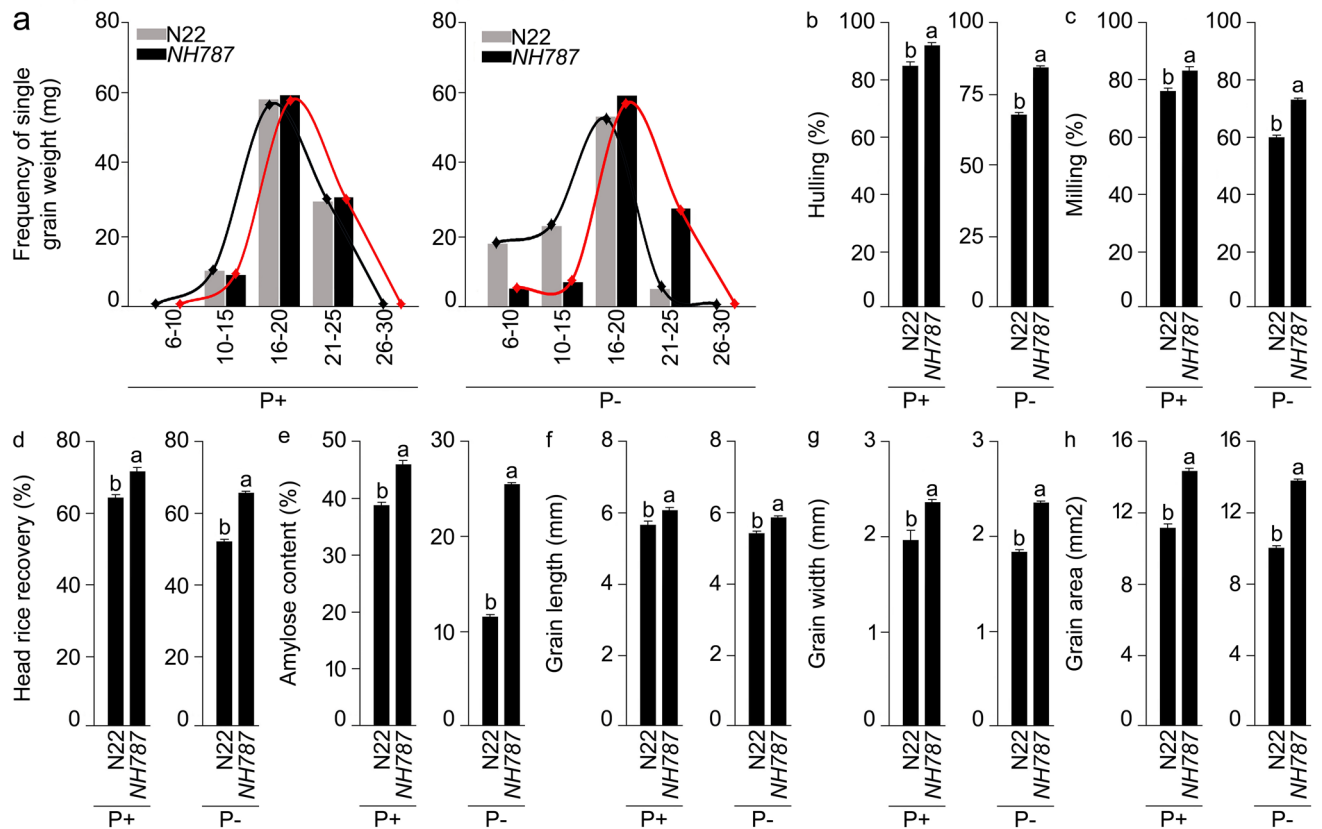 a
N22
NH787
N22
NH787
Frequency of single
grain weight (mg)
80
60
40
20
0
6-10
10-15
16-20
21-25
26-30
P+
80
60
40
20
0
6-10
10-15
16-20
21-25
26-30
P-
b
Hulling (%)
100
80
60
40
20
0
b
a
N22
NH787
P+
100
75
50
25
0
b
a
N22
NH787
P-
c
Milling (%)
100
80
60
40
20
0
b
a
N22
NH787
P+
100
80
60
40
20
0
b
a
N22
NH787
P-
d
Head rice recovery (%)
80
60
40
20
0
b
a
N22
NH787
P+
80
60
40
20
0
b
a
N22
NH787
P-
e
Amylose content (%)
50
40
30
20
10
0
b
a
N22
NH787
P+
30
20
10
0
b
a
N22
NH787
P-
f
Grain length (mm)
8
6
4
2
0
b
a
N22
NH787
P+
8
6
4
2
0
b
a
N22
NH787
P-
g
Grain width (mm)
3
2
1
0
b
a
N22
NH787
P+
3
2
1
0
b
a
N22
NH787
P-
h
Grain area (mm2)
16
12
8
4
0
b
a
N22
NH787
P+
16
12
8
4
0
b
a
N22
NH787
P-